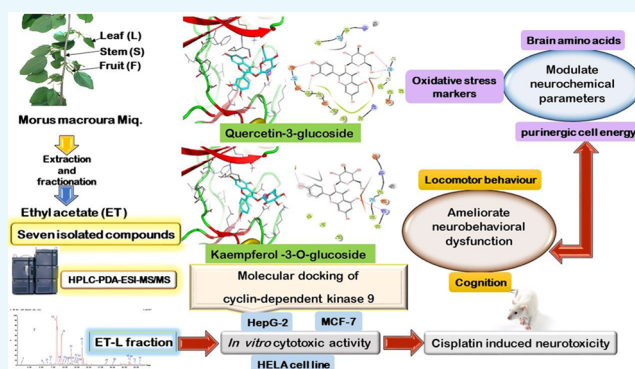 Leaf (L)
Stem (S)
Fruit (F)
Morus macroura Miq.
Extraction
and
fractionation
Ethyl acetate (ET)
Seven isolated compounds
HPLC-PDA-ESI-MS/MS
ET-L fraction
Quercetin-3-glucoside
Kaempferol -3-O-glucoside
Molecular docking of
cyclin-dependent kinase 9
HepG-2
MCF-7
In vitro cytotoxic activity
HELA cell line
Brain amino acids
Oxidative stress
markers
Modulate
neurochemical
parameters
purinergic cell energy
Locomotor behaviour
Ameliorate
neurobehavioral
dysfunction
Cognition
Cisplatin induced neurotoxicity